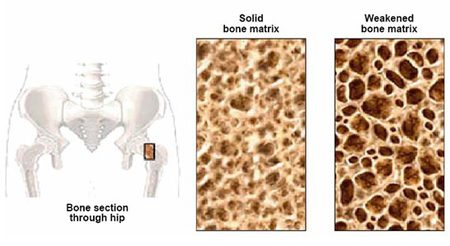 Solid
bone matrix
Weakened
bone matrix
Bone section
through hip